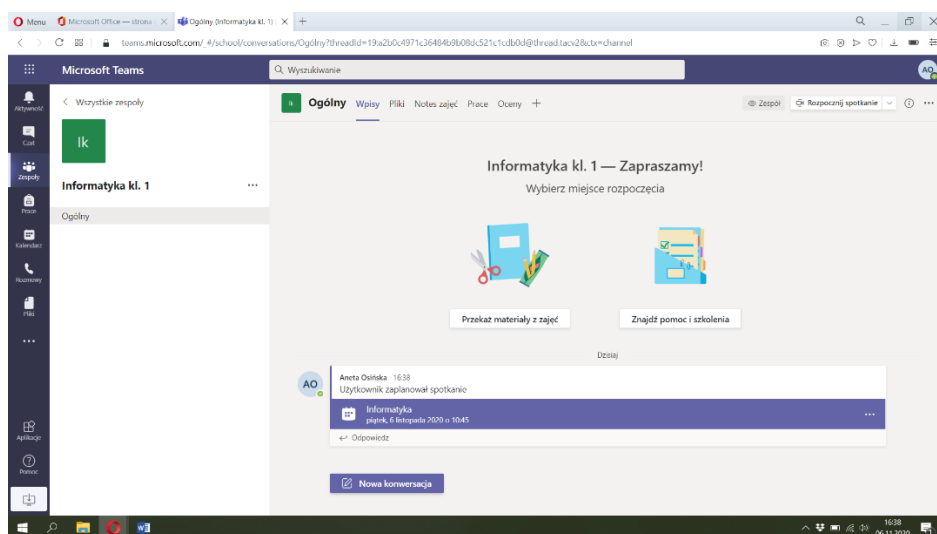 Menu
Microsoft Office — strona
Ogólny (Informatyka kl. 1)
teams.microsoft.com/_#/school/conversations/Ogólny?threadId=19:a2b0c4971c36484b9b08dc521c1cdb0d@thread.tacv2&ctx=channel
Microsoft Teams
Wyszukiwanie
AO
Aktywność
Czat
Zespoły
Prace
Kalendarz
Rozmowy
Pliki
Aplikacje
Pomoc
Wszystkie zespoły
Ik
Informatyka kl. 1
Ogólny
Ik
Ogólny Wpisy Pliki Notes zajęć Prace Oceny
Zespół
Rozpocznij spotkanie
Informatyka kl. 1 — Zapraszamy!
Wybierz miejsce rozpoczęcia
Przekaż materiały z zajęć
Znajdź pomoc i szkolenia
Dzisiaj
AO
Aneta Osińska 16:38
Użytkownik zaplanował spotkanie
Informatyka
piątek, 6 listopada 2020 o 10:45
Odpowiedz
Nowa konwersacja
16:38
06.11.2020